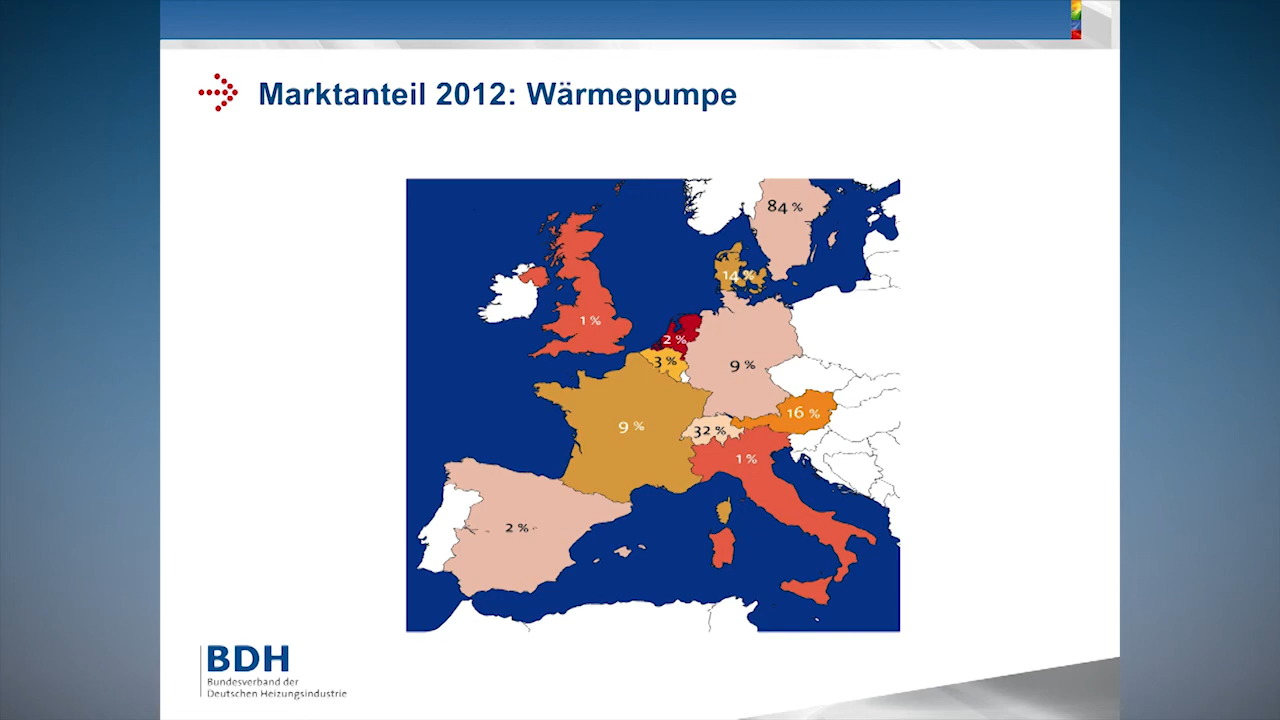 Marktanteil 2012: Wärmepumpe
84 %
14 %
1 %
2 %
3 %
9 %
16 %
9 %
32 %
1 %
2 %
BDH
Bundesverband der
Deutschen Heizungsindustrie